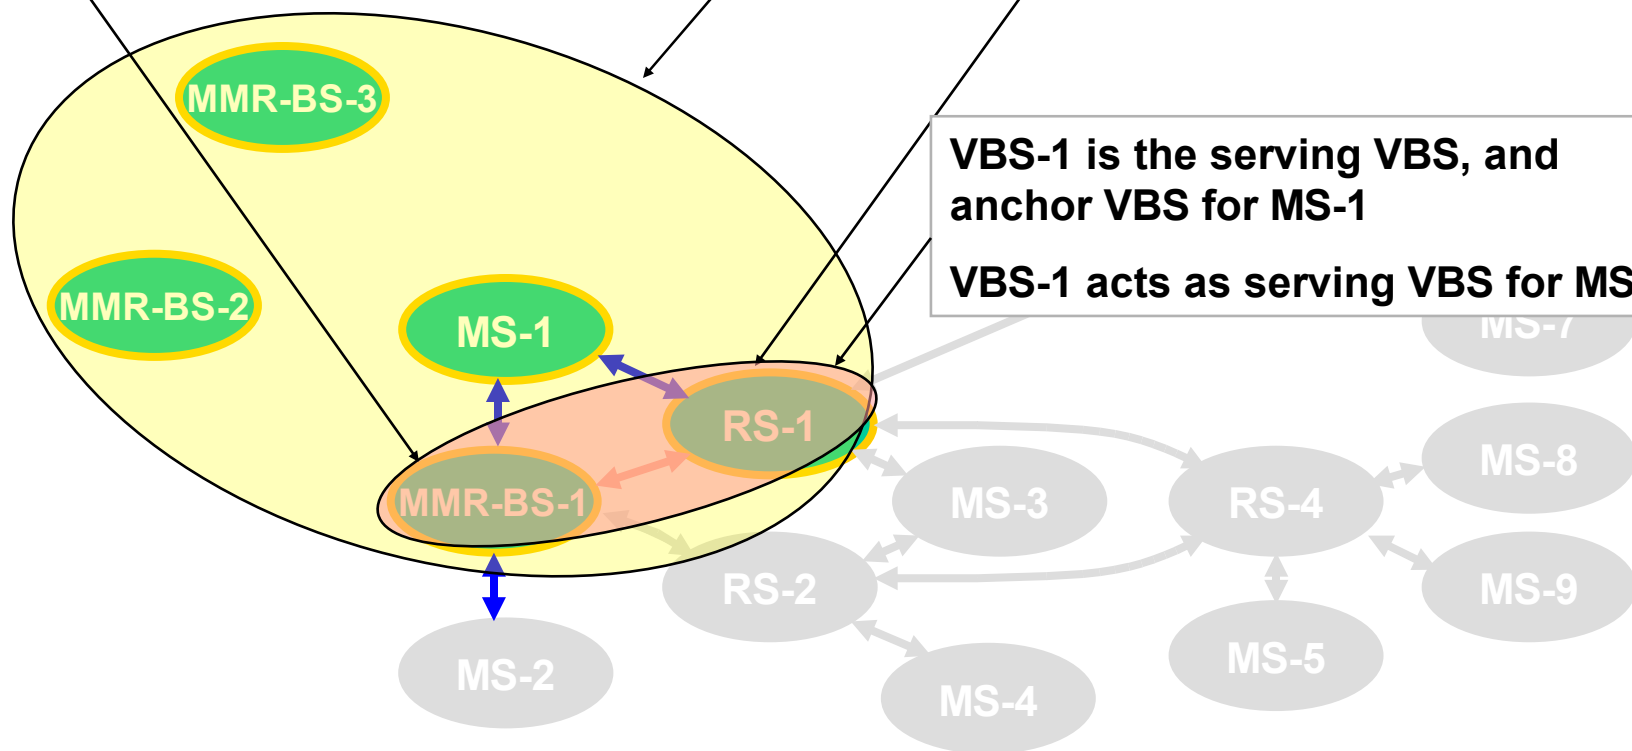 MMR-BS-3
VBS-1 is the serving VBS, and
anchor VBS for MS-1
VBS-1 acts as serving VBS for MS
MMR-BS-2
MS-1
MS-7
RS-1
MS-8
MMR-BS-1
MS-3
RS-4
RS-2
MS-9
MS-2
MS-5
MS-4